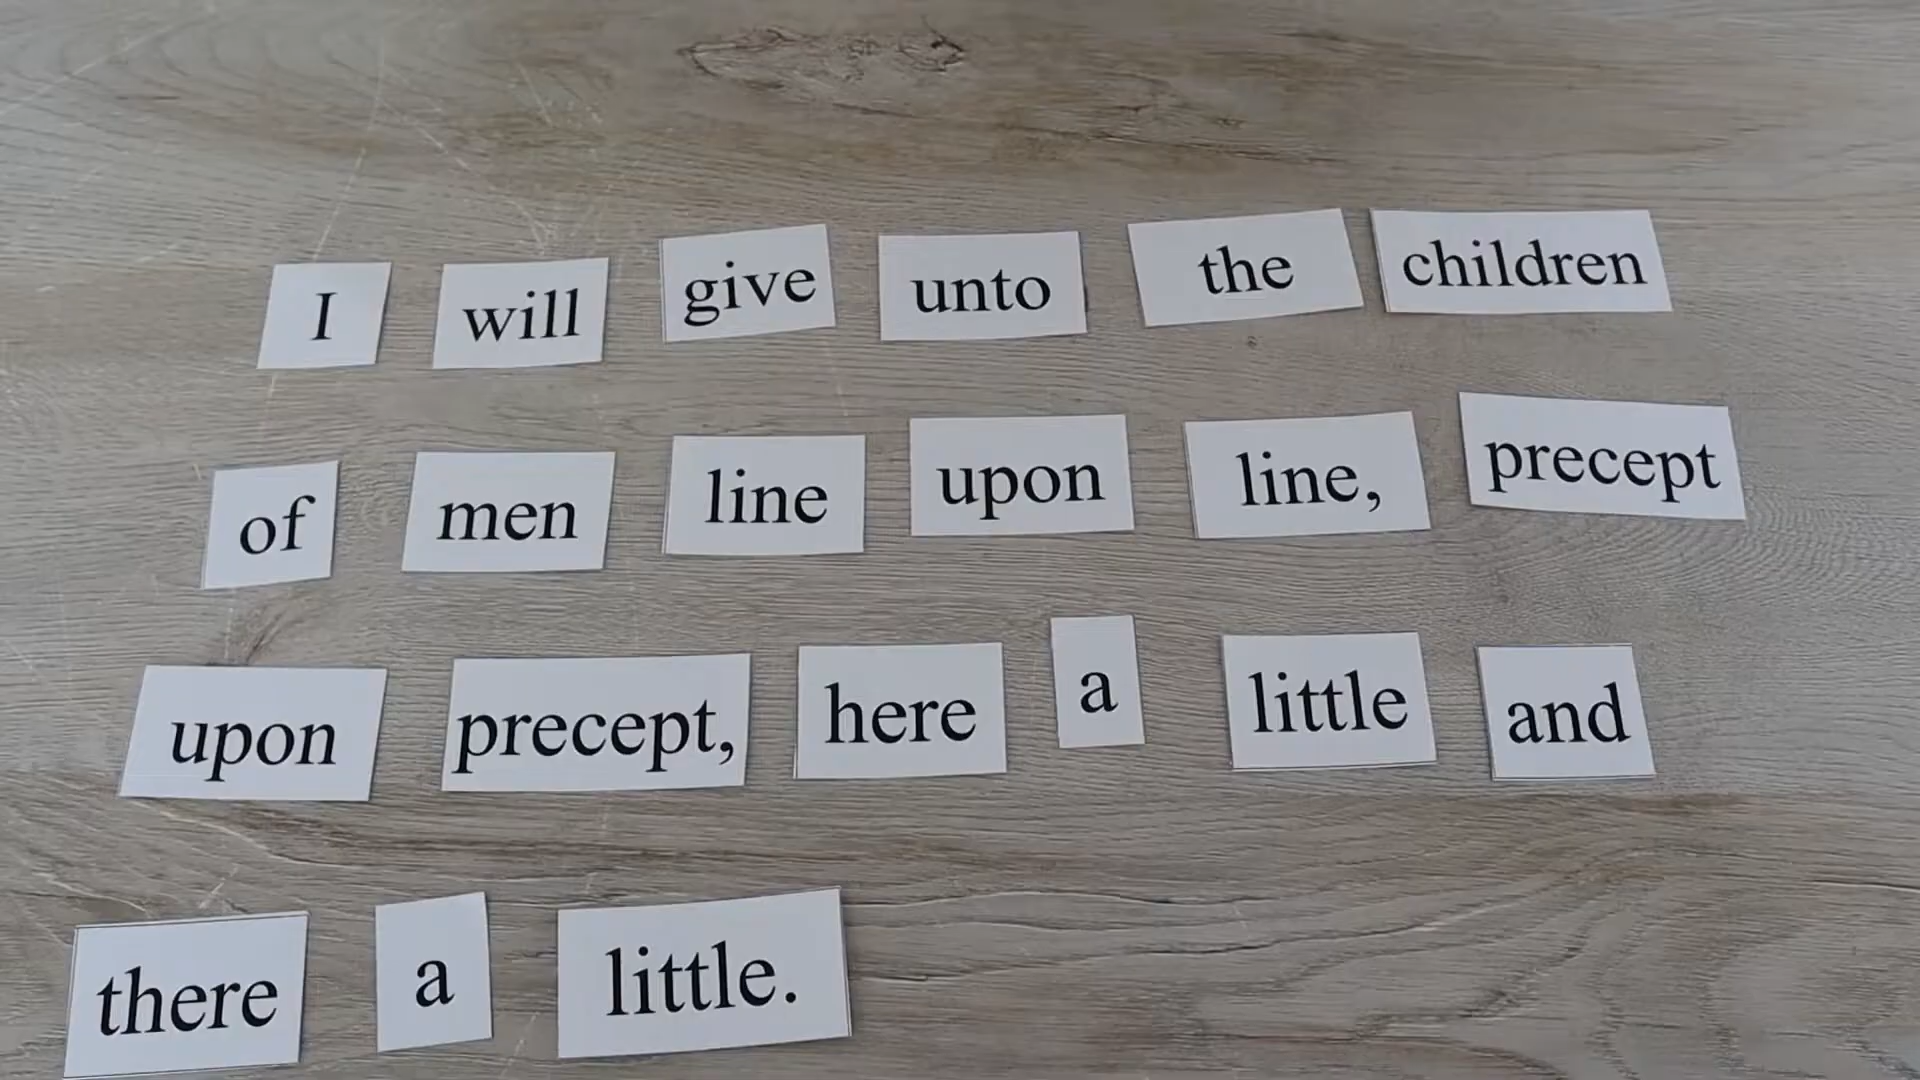 I will give unto the children
of men line upon line, precept
upon precept, here a little and
there a little.